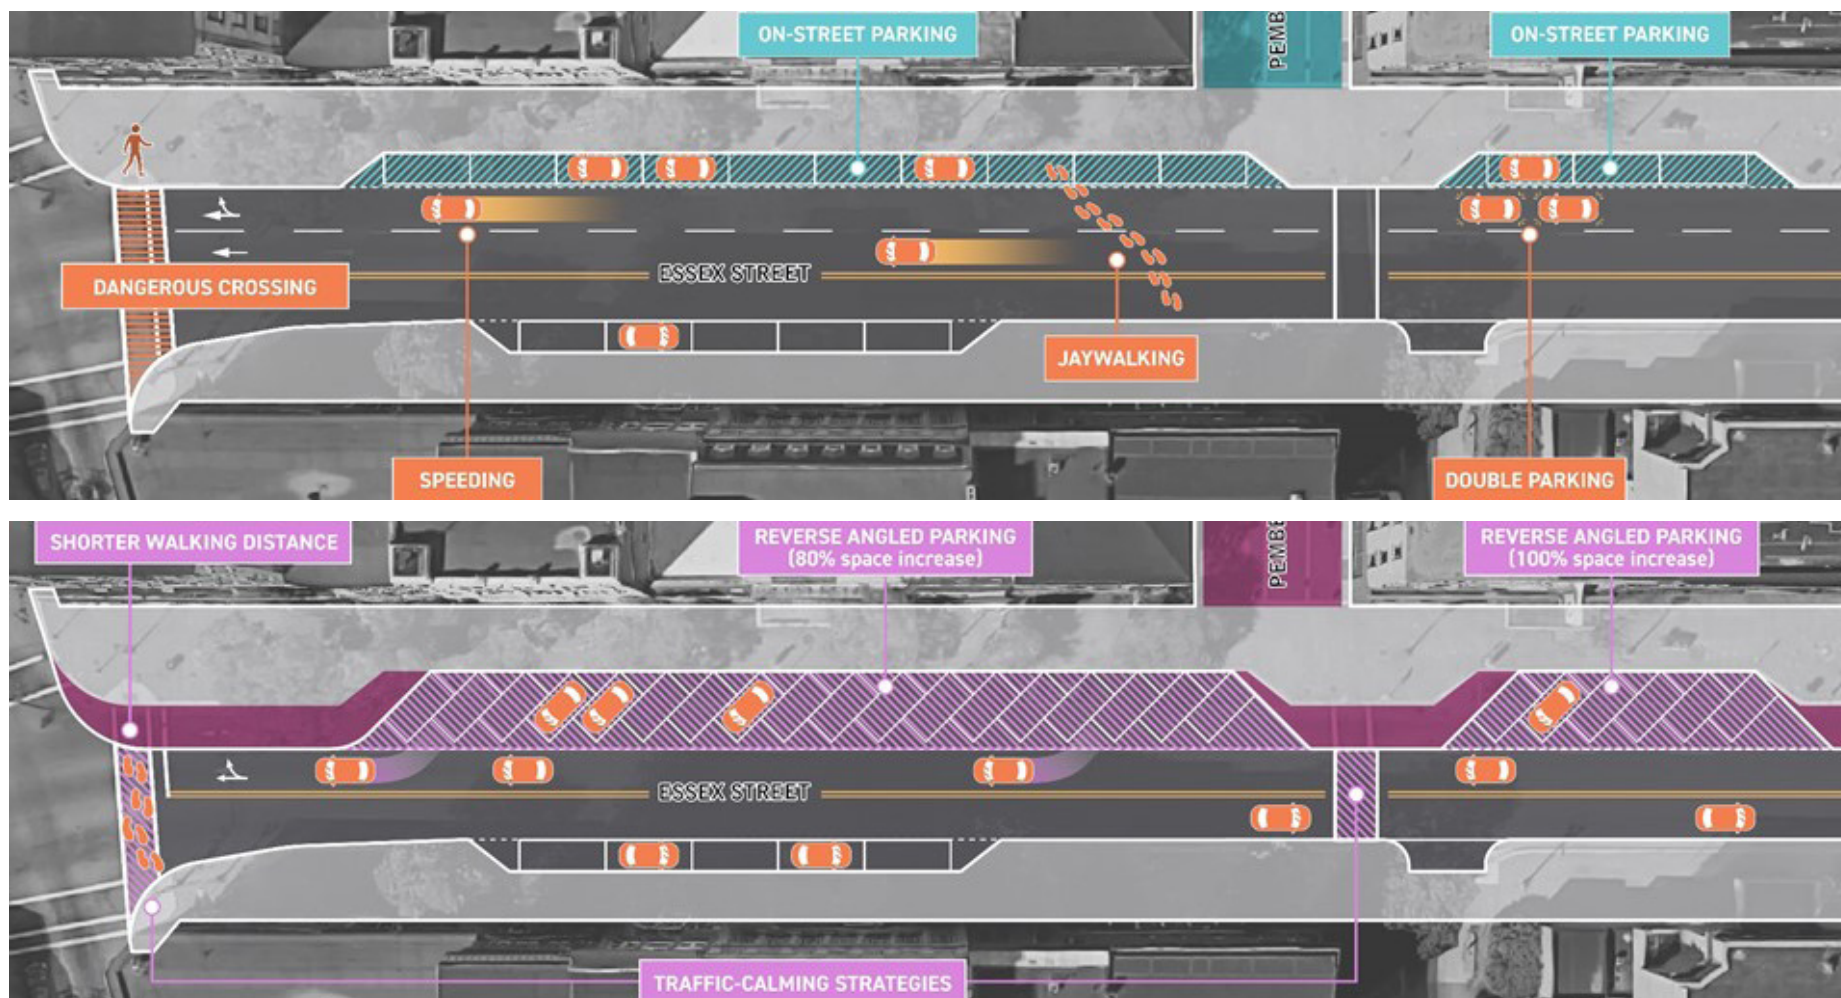 ON-STREET PARKING
PEMB
ON-STREET PARKING
DANGEROUS CROSSING
ESSEX STREET
JAYWALKING
SPEEDING
DOUBLE PARKING
SHORTER WALKING DISTANCE
REVERSE ANGLED PARKING
(80% space increase)
PEMBE
REVERSE ANGLED PARKING
(100% space increase)
ESSEX STREET
TRAFFIC-CALMING STRATEGIES